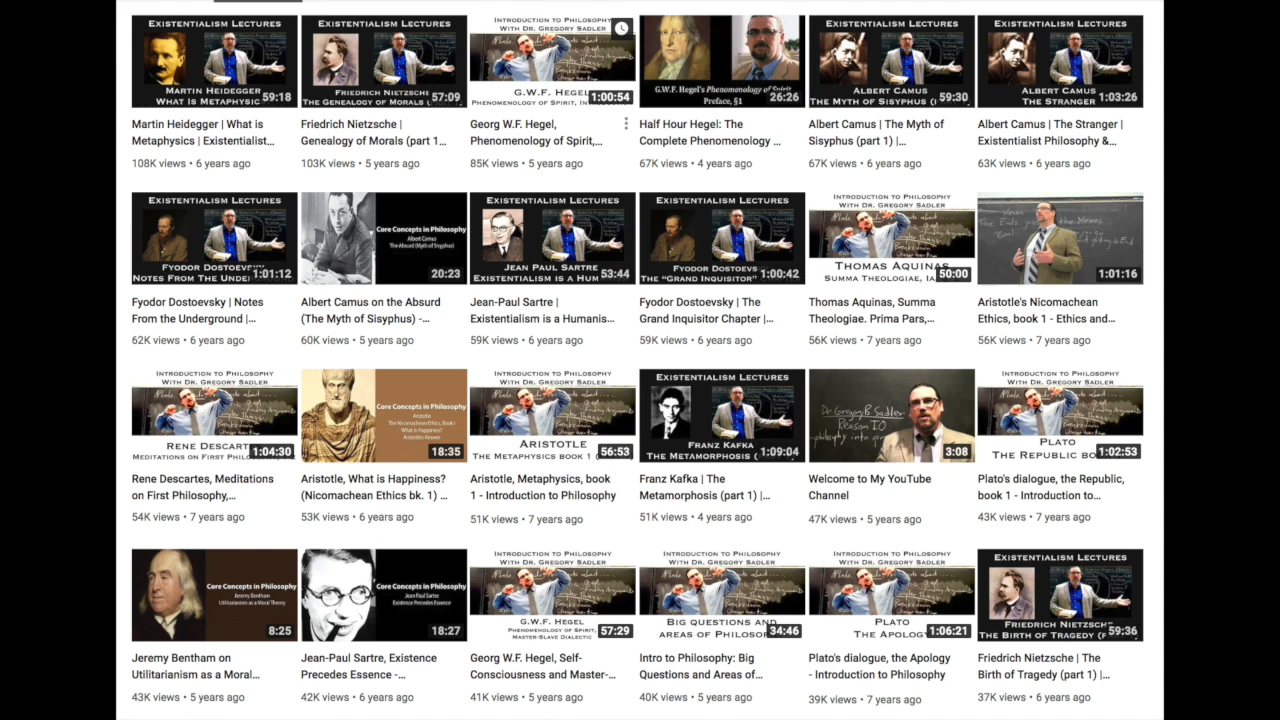 EXISTENTIALISM LECTURES
MARTIN HEIDEGGER
WHAT IS METAPHYSIC
59:18
Martin Heidegger | What is
Metaphysics | Existentialist...
108K views • 6 years ago
EXISTENTIALISM LECTURES
FRIEDRICH NIETZSCHE
THE GENEALOGY OF MORALS (
57:09
Friedrich Nietzsche |
Genealogy of Morals (part 1...
103K views • 5 years ago
INTRODUCTION TO PHILOSOPHY
WITH DR. GREGORY SADLER
G.W.F. HEGEL
PHENOMENOLOGY OF SPIRIT, IN
1:00:54
Georg W.F. Hegel,
Phenomenology of Spirit,...
85K views • 5 years ago
G.W.F. Hegel's Phenomenology of Spirit
Preface, §1
26:26
Half Hour Hegel: The
Complete Phenomenology ...
67K views • 4 years ago
EXISTENTIALISM LECTURES
ALBERT CAMUS
THE MYTH OF SISYPHUS (
59:30
Albert Camus | The Myth of
Sisyphus (part 1) |...
67K views • 6 years ago
EXISTENTIALISM LECTURES
ALBERT CAMUS
THE STRANGER
1:03:26
Albert Camus | The Stranger |
Existentialist Philosophy &...
63K views • 6 years ago
EXISTENTIALISM LECTURES
FYODOR DOSTOEVSKY
NOTES FROM THE UNDE
1:01:12
Fyodor Dostoevsky | Notes
From the Underground |...
62K views • 6 years ago
Core Concepts in Philosophy
Albert Camus
The Absurd (Myth of Sisyphus)
20:23
Albert Camus on the Absurd
(The Myth of Sisyphus) -...
60K views • 5 years ago
EXISTENTIALISM LECTURES
JEAN PAUL SARTRE
EXISTENTIALISM IS A HUM
53:44
Jean-Paul Sartre |
Existentialism is a Humanis...
59K views • 6 years ago
EXISTENTIALISM LECTURES
FYODOR DOSTOEVS
THE "GRAND INQUISITOR"
1:00:42
Fyodor Dostoevsky | The
Grand Inquisitor Chapter |...
59K views • 6 years ago
INTRODUCTION TO PHILOSOPHY
WITH DR. GREGORY SADLER
THOMAS AQUINAS
SUMMA THEOLOGIAE, IA
50:00
Thomas Aquinas, Summa
Theologiae. Prima Pars,...
56K views • 7 years ago
1:01:16
Aristotle's Nicomachean
Ethics, book 1 - Ethics and...
56K views • 7 years ago
INTRODUCTION TO PHILOSOPHY
WITH DR. GREGORY SADLER
RENE DESCART
MEDITATIONS ON FIRST PHILO
1:04:30
Rene Descartes, Meditations
on First Philosophy,...
54K views • 7 years ago
Core Concepts in Philosophy
Aristotle
The Nicomachean Ethics, Book I
What is Happiness?
Aristotle's Answer
18:35
Aristotle, What is Happiness?
(Nicomachean Ethics bk. 1) ...
53K views • 6 years ago
INTRODUCTION TO PHILOSOPHY
WITH DR. GREGORY SADLER
ARISTOTLE
THE METAPHYSICS BOOK 1 (
56:53
Aristotle, Metaphysics, book
1 - Introduction to Philosophy
51K views • 7 years ago
EXISTENTIALISM LECTURES
FRANZ KAFKA
THE METAMORPHOSIS (
1:09:04
Franz Kafka | The
Metamorphosis (part 1) |...
51K views • 4 years ago
Dr Gregory B Sadler
Reason IO
philosophy into pr
3:08
Welcome to My YouTube
Channel
47K views • 5 years ago
INTRODUCTION TO PHILOSOPHY
WITH DR. GREGORY SADLER
PLATO
THE REPUBLIC BO
1:02:53
Plato's dialogue, the Republic,
book 1 - Introduction to...
43K views • 7 years ago
Core Concepts in Philosophy
Jeremy Bentham
Utilitarianism as a Moral Theory
8:25
Jeremy Bentham on
Utilitarianism as a Moral...
43K views • 5 years ago
Core Concepts in Philosophy
Jean Paul Sartre
Existence Precedes Essence
18:27
Jean-Paul Sartre, Existence
Precedes Essence -...
42K views • 6 years ago
INTRODUCTION TO PHILOSOPHY
WITH DR. GREGORY SADLER
G.W.F. HEGEL
PHENOMENOLOGY OF SPIRIT,
MASTER-SLAVE DIALECTIC
57:29
Georg W.F. Hegel, Self-
Consciousness and Master-...
41K views • 5 years ago
INTRODUCTION TO PHILOSOPHY
WITH DR. GREGORY SADLER
BIG QUESTIONS AND
AREAS OF PHILOSOP
34:46
Intro to Philosophy: Big
Questions and Areas of...
40K views • 5 years ago
INTRODUCTION TO PHILOSOPHY
WITH DR. GREGORY SADLER
PLATO
THE APOLOG
1:06:21
Plato's dialogue, the Apology
- Introduction to Philosophy
39K views • 7 years ago
EXISTENTIALISM LECTURES
FRIEDRICH NIETZSCHE
THE BIRTH OF TRAGEDY (P
59:36
Friedrich Nietzsche | The
Birth of Tragedy (part 1) |...
37K views • 6 years ago